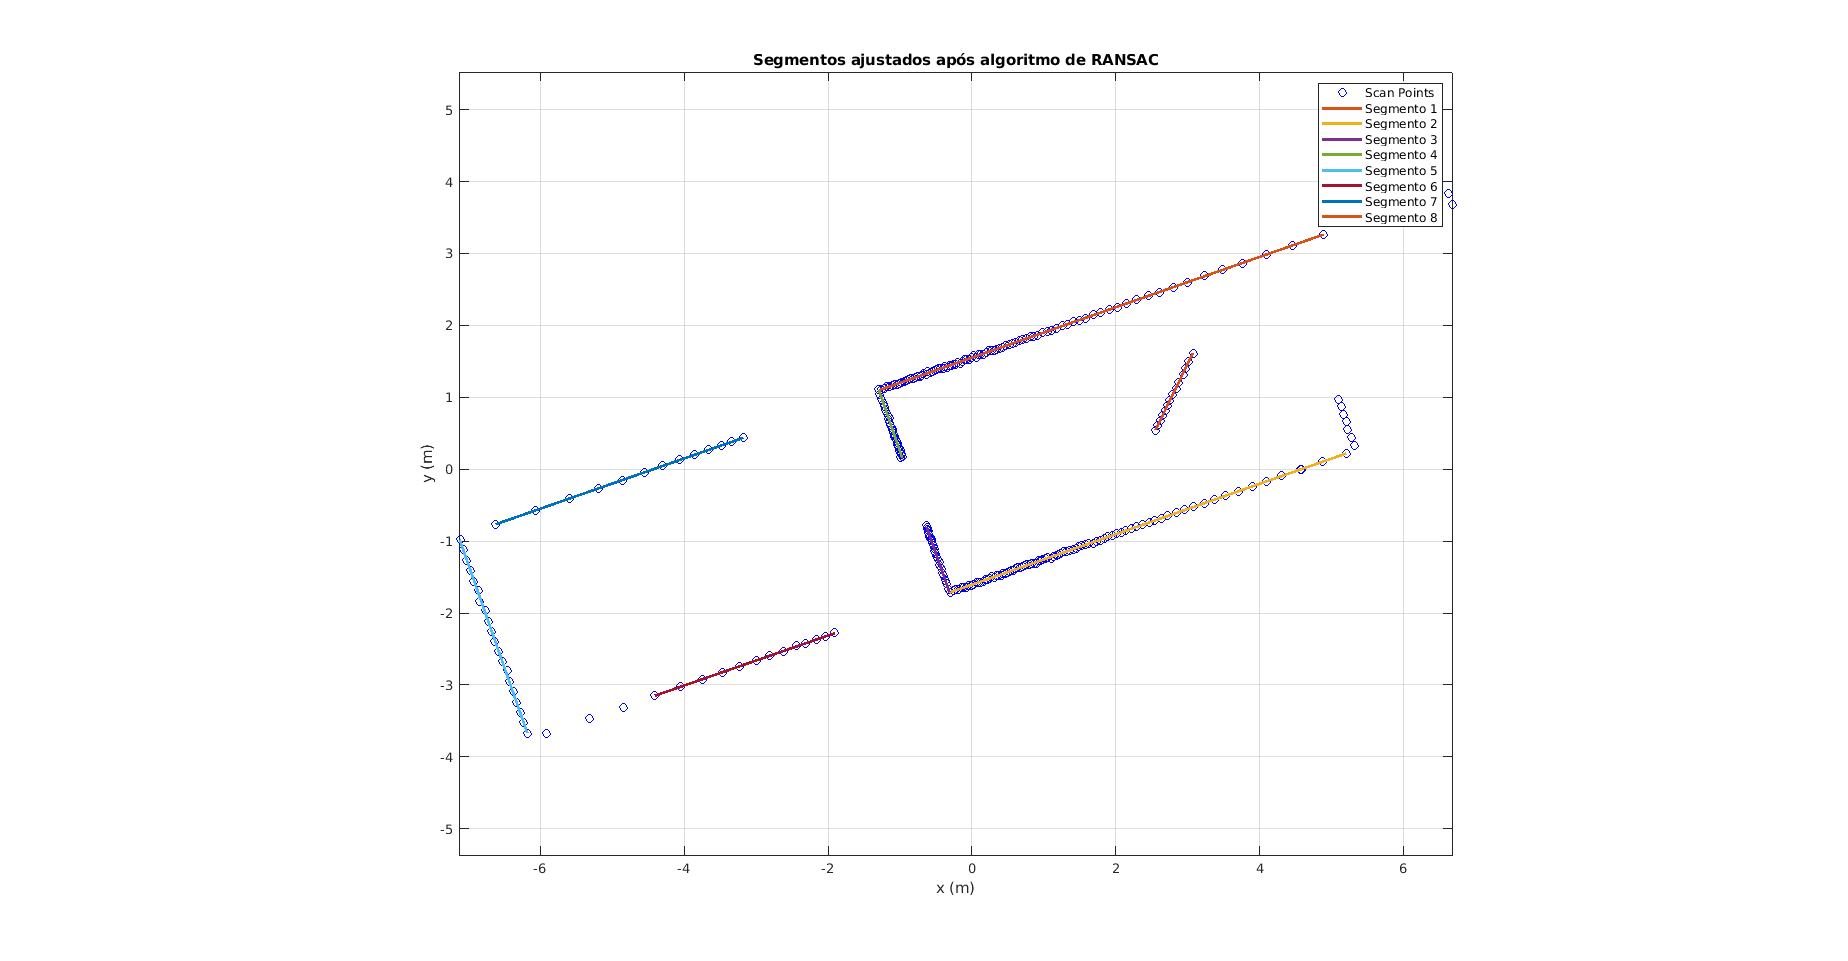 Segmentos ajustados após algoritmo de RANSAC
Scan Points
Segmento 1
Segmento 2
Segmento 3
Segmento 4
Segmento 5
Segmento 6
Segmento 7
Segmento 8
5
4
3
2
1
0
-1
-2
-3
-4
-5
y (m)
-6
-4
-2
0
2
4
6
x (m)